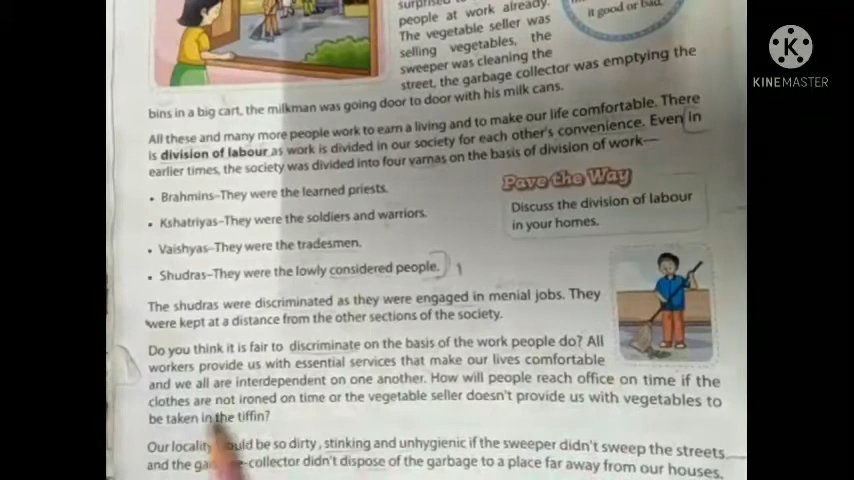 surprised to
people at work already.
The vegetable seller was
selling vegetables, the
sweeper was cleaning the
street, the garbage collector was emptying the
bins in a big cart, the milkman was going door to door with his milk cans.
it good or bad.
K
KINEMASTER
All these and many more people work to earn a living and to make our life comfortable. There
is division of labour as work is divided in our society for each other's convenience. Even in
earlier times, the society was divided into four varnas on the basis of division of work—
• Brahmins–They were the learned priests.
• Kshatriyas–They were the soldiers and warriors.
• Vaishyas–They were the tradesmen.
• Shudras–They were the lowly considered people.
Pave the Way
Discuss the division of labour
in your homes.
The shudras were discriminated as they were engaged in menial jobs. They
were kept at a distance from the other sections of the society.
Do you think it is fair to discriminate on the basis of the work people do? All
workers provide us with essential services that make our lives comfortable
and we all are interdependent on one another. How will people reach office on time if the
clothes are not ironed on time or the vegetable seller doesn't provide us with vegetables to
be taken in the tiffin?
Our locality would be so dirty, stinking and unhygienic if the sweeper didn't sweep the streets
and the garbage-collector didn't dispose of the garbage to a place far away from our houses.